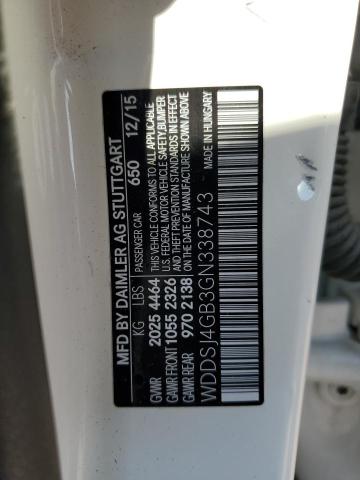 MFD BY DAIMLER AG STUTTGART
650 12/15
KG LBS PASSENGER CAR
GVWR 2025 4464 THIS VEHICLE CONFORMS TO ALL APPLICABLE
GAWR FRONT 1055 2326 U.S. FEDERAL MOTOR VEHICLE SAFETY,BUMPER
AND THEFT PREVENTION STANDARDS IN EFFECT
GAWR REAR 970 2138 ON THE DATE OF MANUFACTURE SHOWN ABOVE
WDDSJ4GB3GN338743 MADE IN HUNGARY